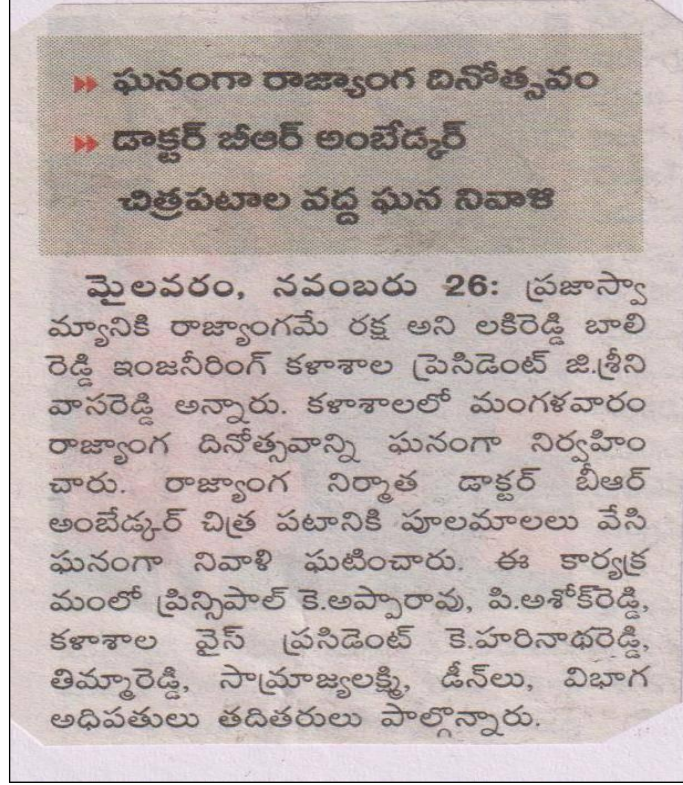 ఘనంగా రాజ్యాంగ దినోత్సవం
డాక్టర్ బీఆర్ అంబేడ్కర్
చిత్రపటాల వద్ద ఘన నివాళి
మైలవరం, నవంబరు 26: ప్రజాస్వా
మ్యానికి రాజ్యాంగమే రక్ష అని లకిరెడ్డి బాలి
రెడ్డి ఇంజనీరింగ్ కళాశాల ప్రెసిడెంట్ జి.శ్రీని
వాసరెడ్డి అన్నారు. కళాశాలలో మంగళవారం
రాజ్యాంగ దినోత్సవాన్ని ఘనంగా నిర్వహిం
చారు. రాజ్యాంగ నిర్మాత డాక్టర్ బీఆర్
అంబేడ్కర్ చిత్ర పటానికి పూలమాలలు వేసి
ఘనంగా నివాళి ఘటించారు. ఈ కార్యక్ర
మంలో ప్రిన్సిపాల్ కె.అప్పారావు, పి.అశోక్‌రెడ్డి,
కళాశాల వైస్ ప్రసిడెంట్ కె.హరినాథరెడ్డి,
తిమ్మారెడ్డి, సామ్రాజ్యలక్ష్మి, డీన్‌లు, విభాగ
అధిపతులు తదితరులు పాల్గొన్నారు.